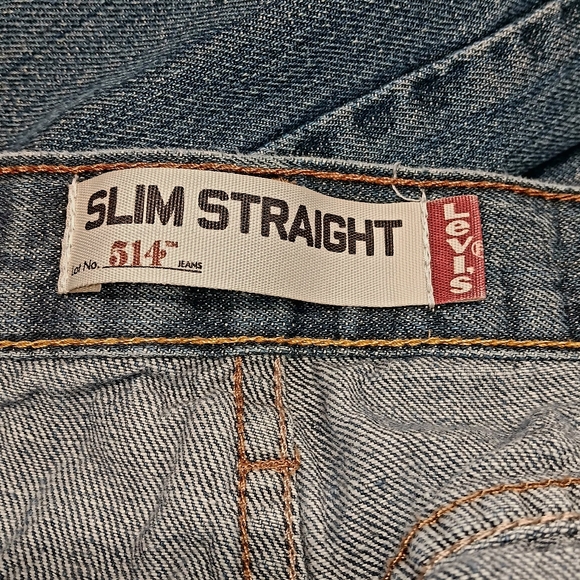 SLIM STRAIGHT
Lot No. 514™ JEANS
Levi's®